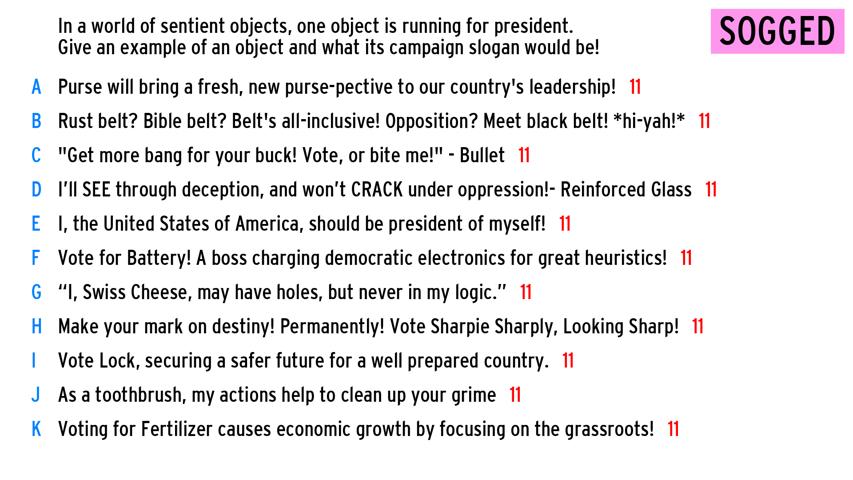 In a world of sentient objects, one object is running for president.
Give an example of an object and what its campaign slogan would be!
SOGGED
A Purse will bring a fresh, new purse-pective to our country's leadership! 11
B Rust belt? Bible belt? Belt's all-inclusive! Opposition? Meet black belt! *hi-yah!* 11
C "Get more bang for your buck! Vote, or bite me!" - Bullet 11
D I’ll SEE through deception, and won’t CRACK under oppression!- Reinforced Glass 11
E I, the United States of America, should be president of myself! 11
F Vote for Battery! A boss charging democratic electronics for great heuristics! 11
G “I, Swiss Cheese, may have holes, but never in my logic.” 11
H Make your mark on destiny! Permanently! Vote Sharpie Sharply, Looking Sharp! 11
I Vote Lock, securing a safer future for a well prepared country. 11
J As a toothbrush, my actions help to clean up your grime 11
K Voting for Fertilizer causes economic growth by focusing on the grassroots! 11